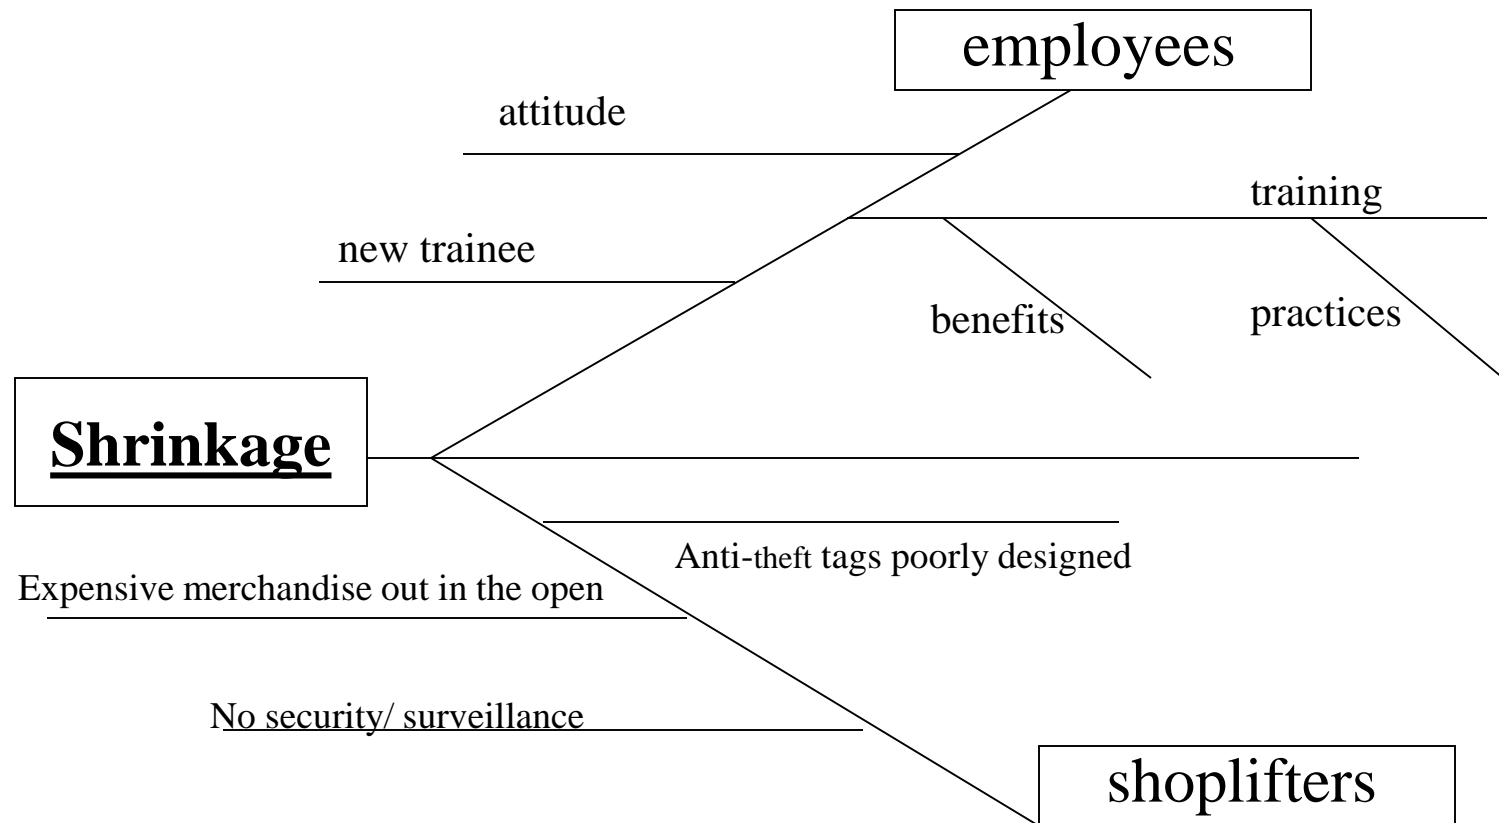 employees
attitude
training
new trainee
benefits
practices
Shrinkage
Anti-theft tags poorly designed
Expensive merchandise out in the open
No security/ surveillance
shoplifters